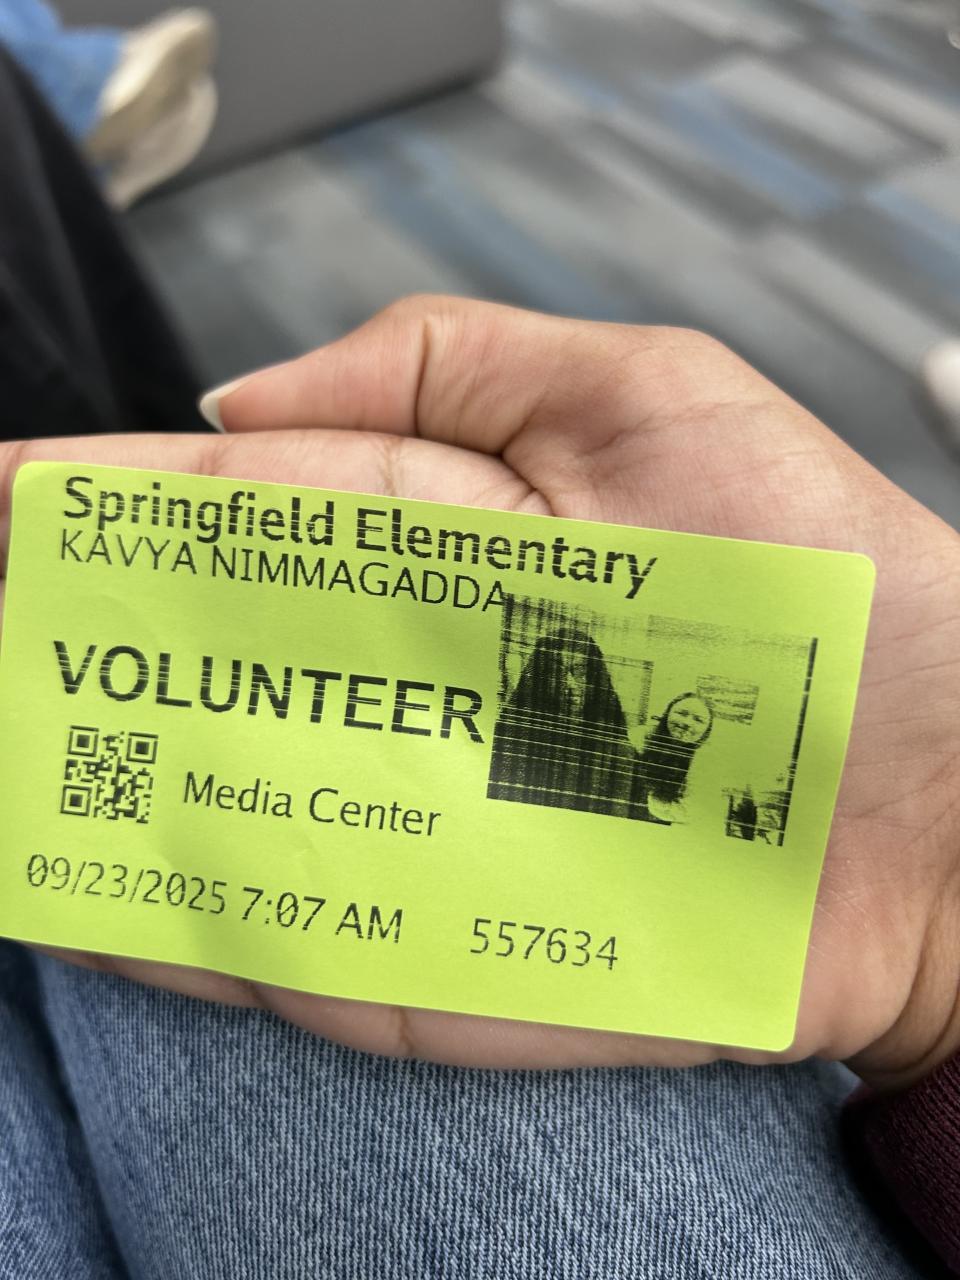 Springfield Elementary
KAVYA NIMMAGADDA
VOLUNTEER
Media Center
09/23/2025 7:07 AM 557634